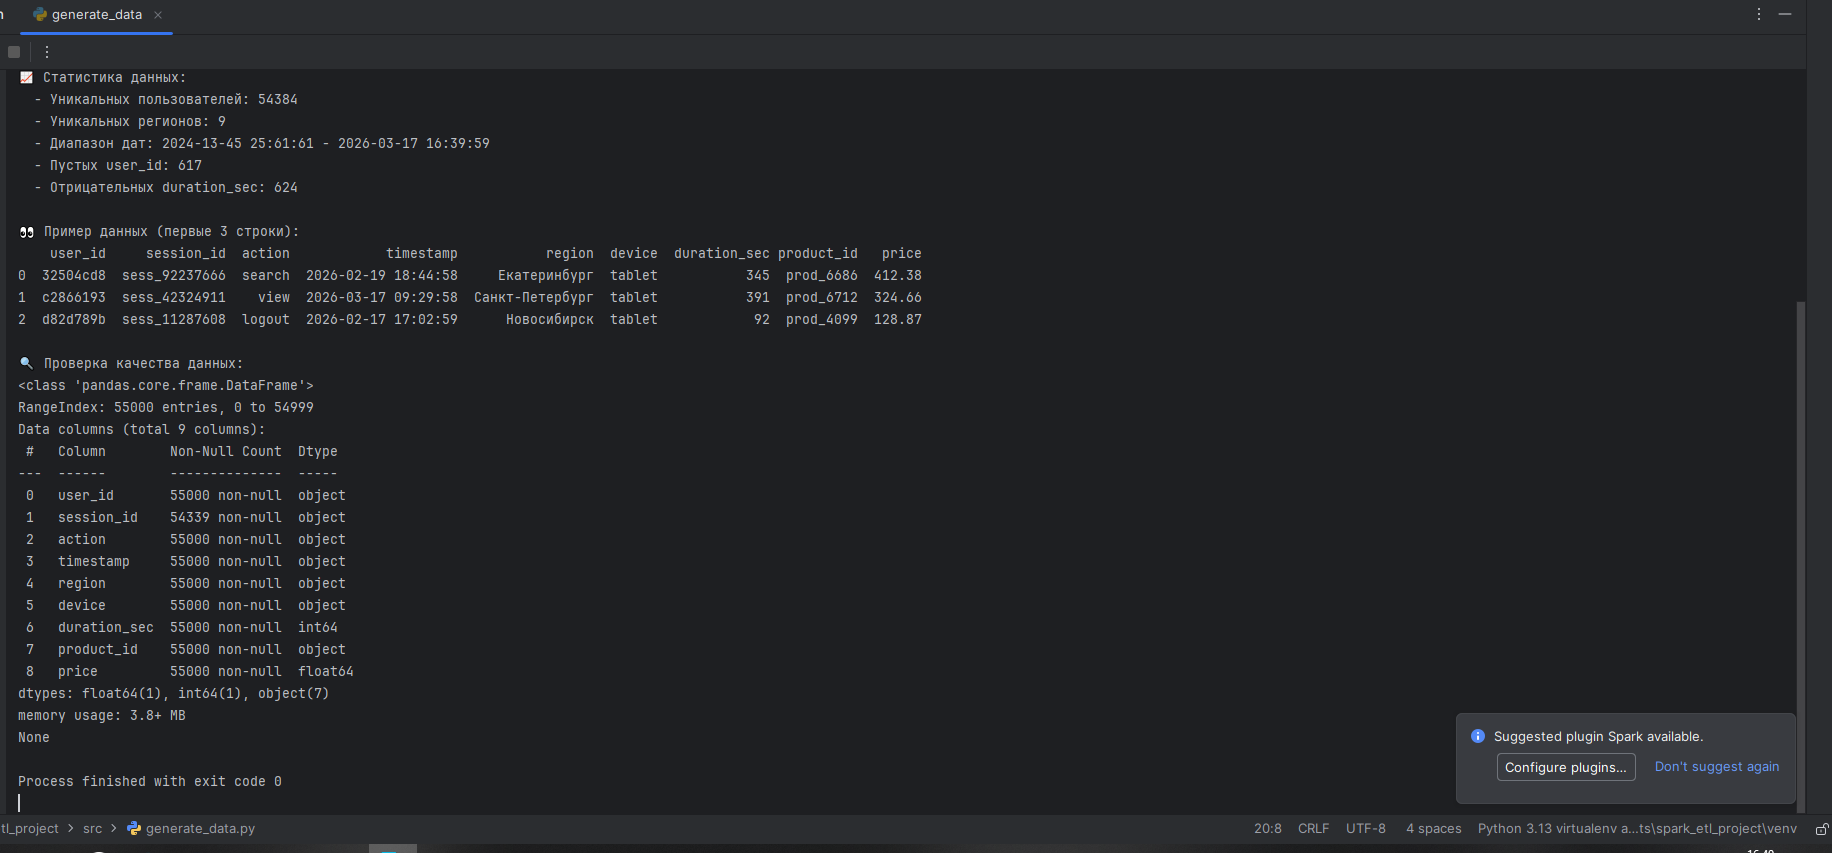 generate_data
Статистика данных:
- Уникальных пользователей: 54384
- Уникальных регионов: 9
- Диапазон дат: 2024-13-45 25:61:61 - 2026-03-17 16:39:59
- Пустых user_id: 617
- Отрицательных duration_sec: 624
Пример данных (первые 3 строки):
user_id session_id action timestamp region device duration_sec product_id price
0 32504cd8 sess_92237666 search 2026-02-19 18:44:58 Екатеринбург tablet 345 prod_6686 412.38
1 c2866193 sess_42324911 view 2026-03-17 09:29:58 Санкт-Петербург tablet 391 prod_6712 324.66
2 d82d789b sess_11287608 logout 2026-02-17 17:02:59 Новосибирск tablet 92 prod_4099 128.87
Проверка качества данных:
<class 'pandas.core.frame.DataFrame'>
RangeIndex: 55000 entries, 0 to 54999
Data columns (total 9 columns):
# Column Non-Null Count Dtype
--- ------ -------------- -----
0 user_id 55000 non-null object
1 session_id 54339 non-null object
2 action 55000 non-null object
3 timestamp 55000 non-null object
4 region 55000 non-null object
5 device 55000 non-null object
6 duration_sec 55000 non-null int64
7 product_id 55000 non-null object
8 price 55000 non-null float64
dtypes: float64(1), int64(1), object(7)
memory usage: 3.8+ MB
None
Process finished with exit code 0
Suggested plugin Spark available.
Configure plugins... Don't suggest again
tl_project > src > generate_data.py 20:8 CRLF UTF-8 4 spaces Python 3.13 virtualenv a...ts\spark_etl_project\venv